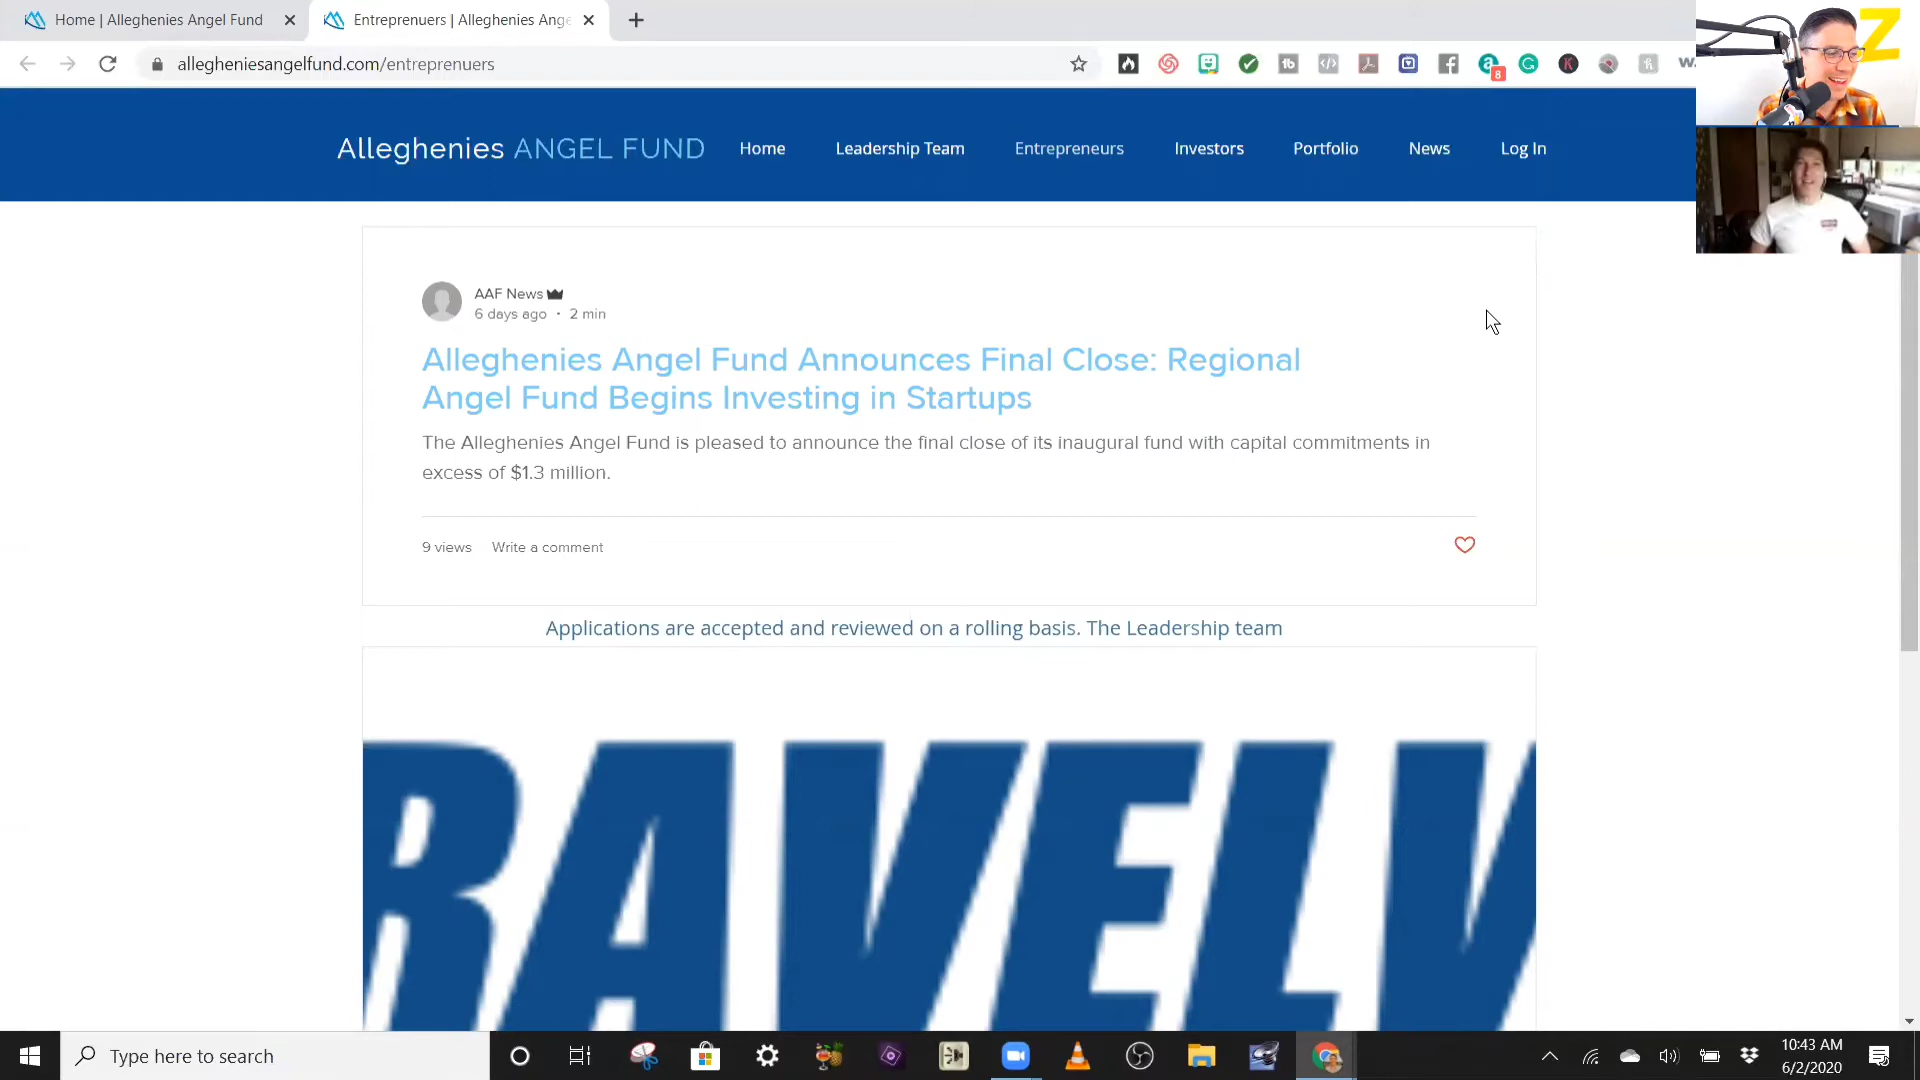 Home | Alleghenies Angel Fund
Entreprenuers | Alleghenies Ange
allegheniesangelfund.com/entreprenuers
8
Z
Alleghenies ANGEL FUND
Home
Leadership Team
Entrepreneurs
Investors
Portfolio
News
Log In
AAF News
6 days ago · 2 min
Alleghenies Angel Fund Announces Final Close: Regional
Angel Fund Begins Investing in Startups
The Alleghenies Angel Fund is pleased to announce the final close of its inaugural fund with capital commitments in
excess of $1.3 million.
9 views
Write a comment
Applications are accepted and reviewed on a rolling basis. The Leadership team
RAVELV
Type here to search
10:43 AM
6/2/2020